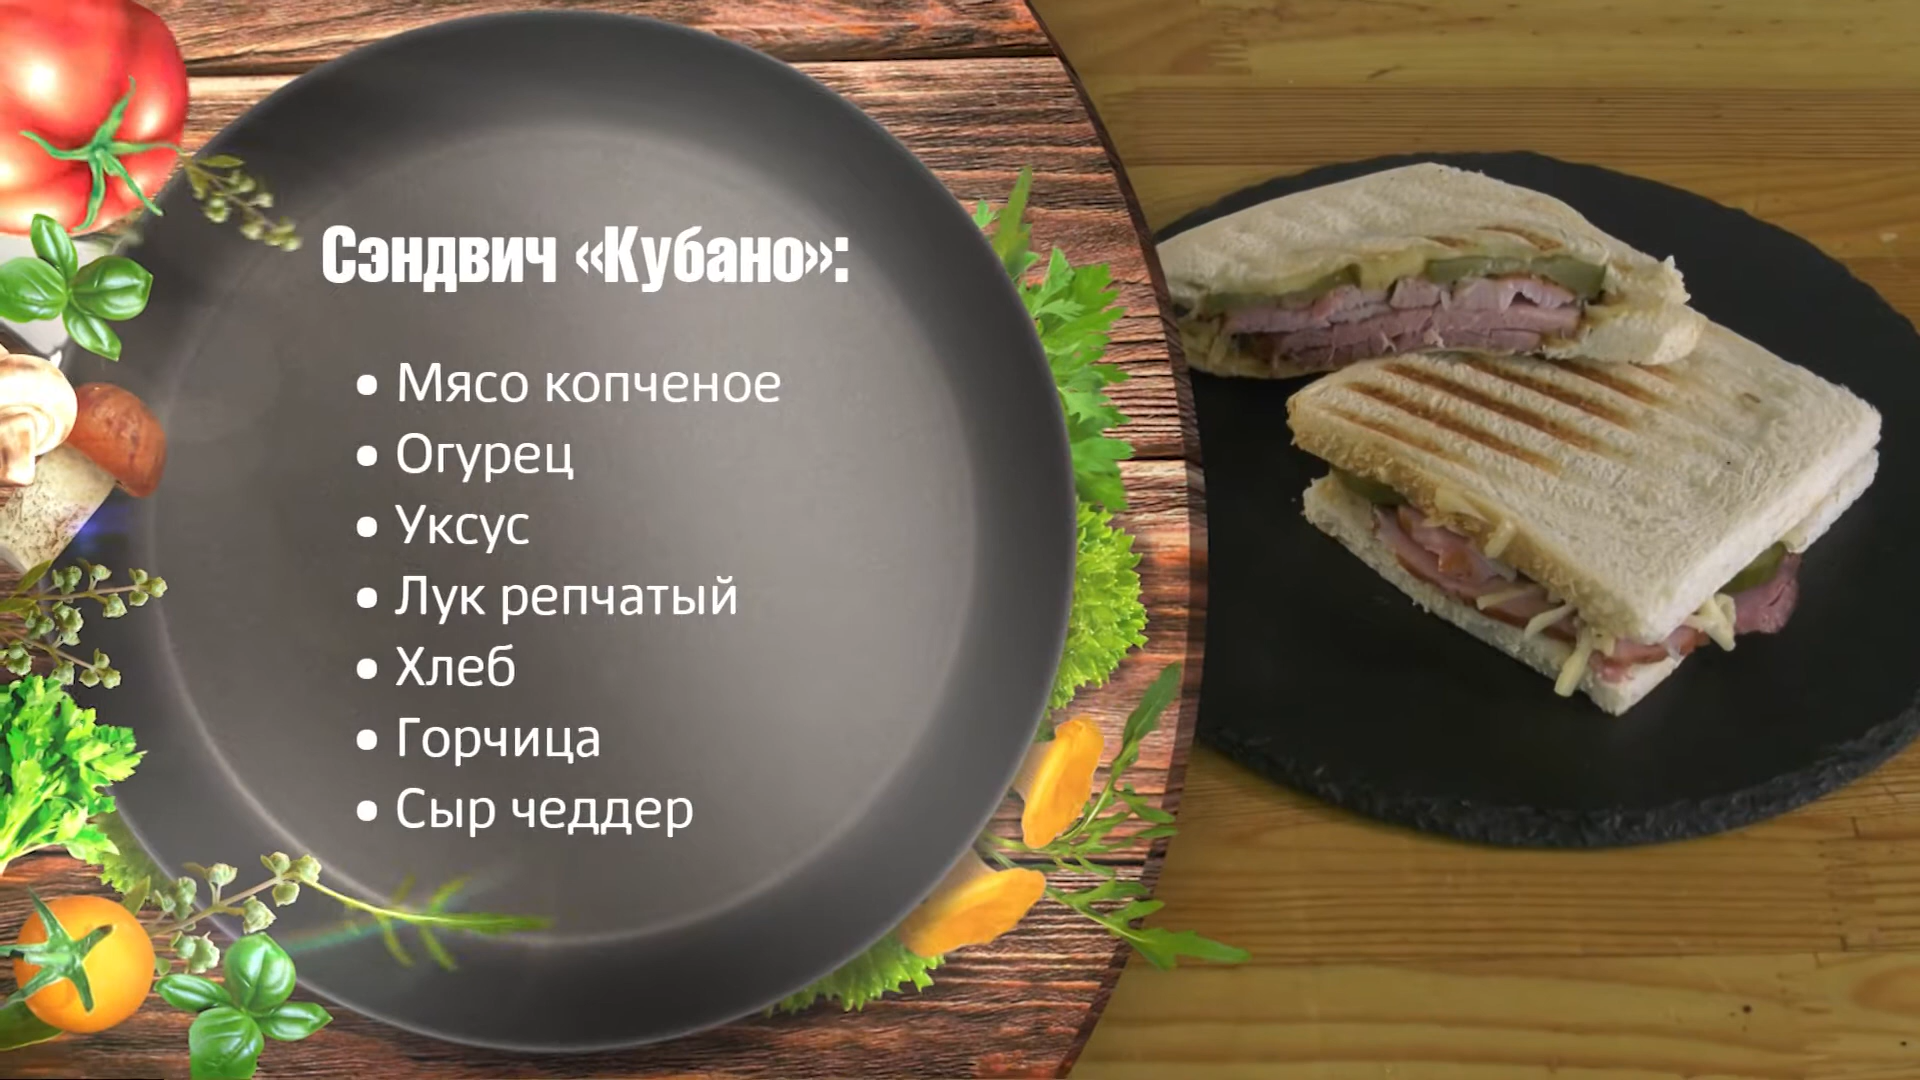 Сэндвич «Кубано»:
• Мясо копченое
• Огурец
• Уксус
• Лук репчатый
• Хлеб
• Горчица
• Сыр чеддер